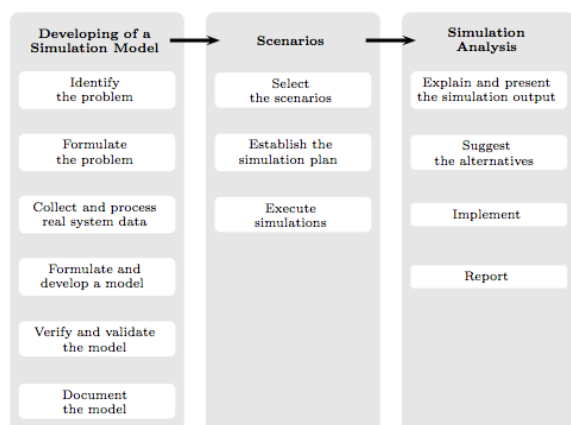 Developing of a
Simulation Model
Identify
the problem
Formulate
the problem
Collect and process
real system data
Formulate and
develop a model
Verify and validate
the model
Document
the model
Scenarios
Select
the scenarios
Establish the
simulation plan
Execute
simulations
Simulation
Analysis
Explain and present
the simulation output
Suggest
the alternatives
Implement
Report